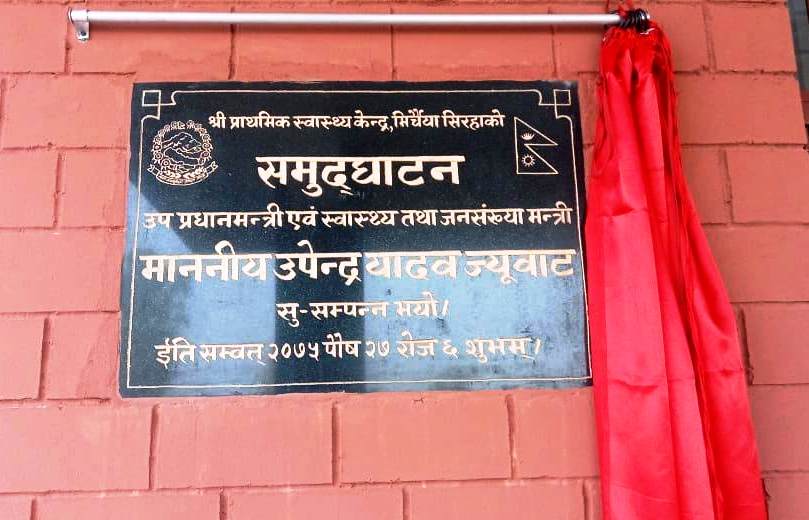 श्री प्राथमिक स्वास्थ्य केन्द्र, मिर्चैया सिरहाको
समुद्घाटन
उप प्रधानमन्त्री एवं स्वास्थ्य तथा जनसंख्या मन्त्री
माननीय उपेन्द्र यादव ज्यूवाट
सु-सम्पन्न भयो।
ईति सम्वत् २०७५ पौष २७ रोज ६ शुभम्।